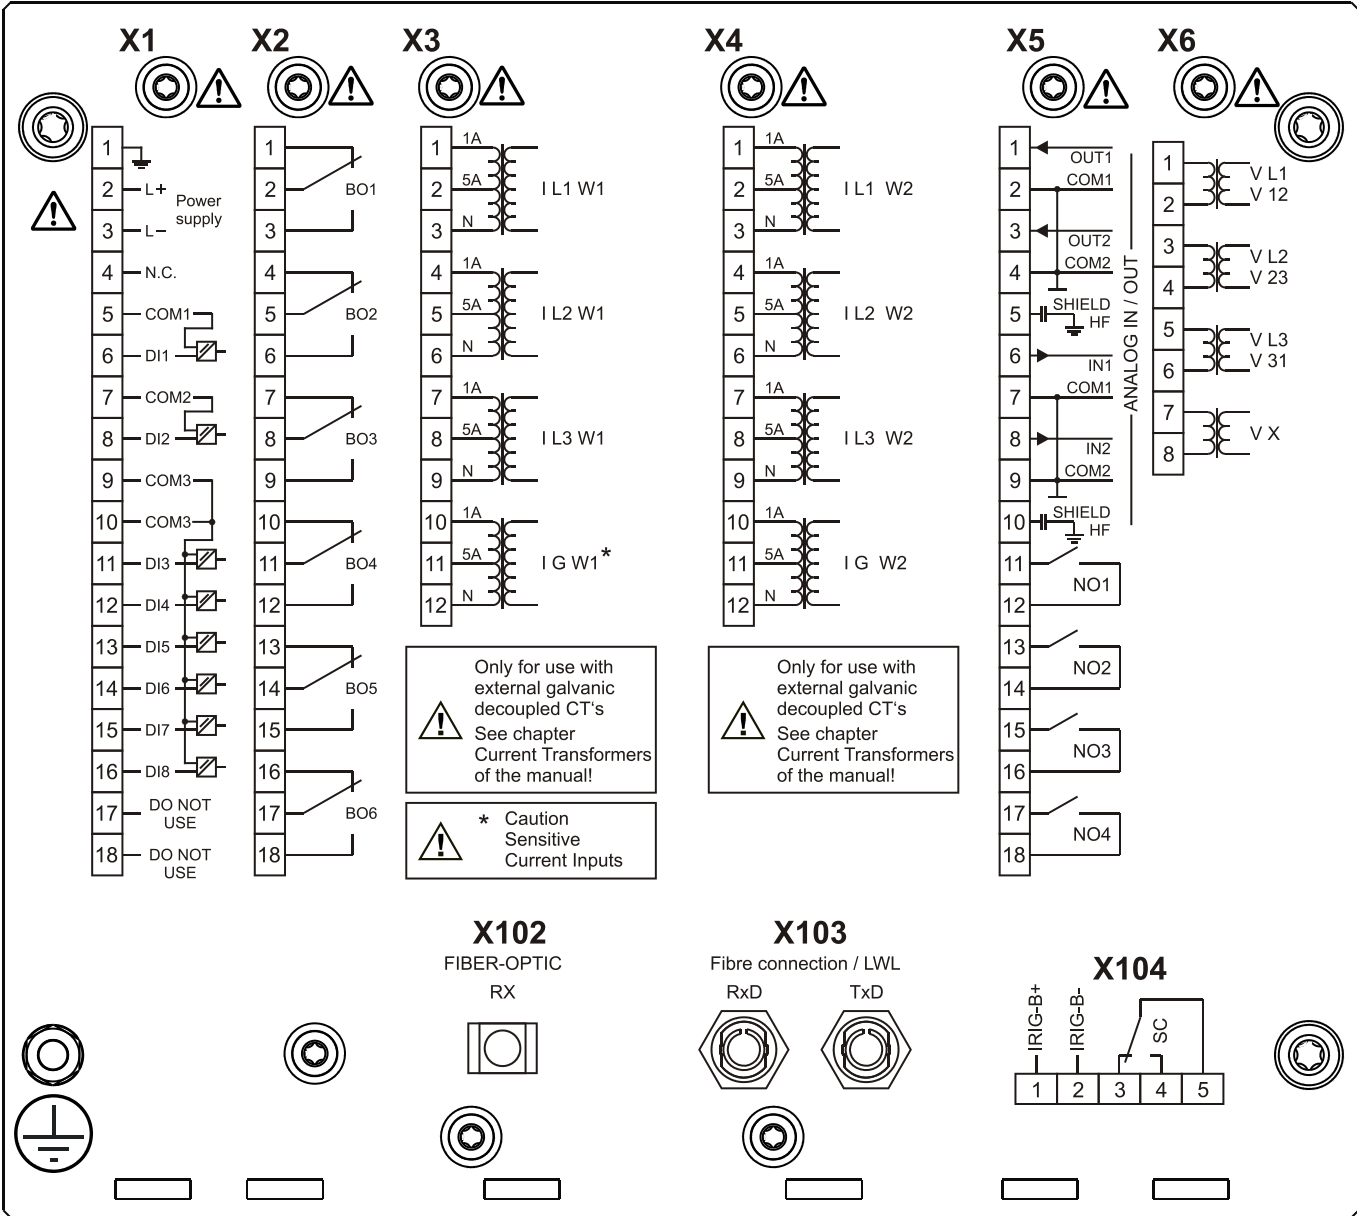 X1
X2
X3
X4
X5
X6
1
2 L+
Power
supply
3 L–
4 N.C.
5 COM1
6 DI1
7 COM2
8 DI2
9 COM3
10 COM3
11 DI3
12 DI4
13 DI5
14 DI6
15 DI7
16 DI8
17 DO NOT
USE
18 DO NOT
USE
1
2 BO1
3
4
5 BO2
6
7
8 BO3
9
10
11 BO4
12
13
14 BO5
15
16
17 BO6
18
1 1A
2 5A I L1 W1
3 N
4 1A
5 5A I L2 W1
6 N
7 1A
8 5A I L3 W1
9 N
10 1A
11 5A I G W1*
12 N
Only for use with
external galvanic
decoupled CT‘s
See chapter
Current Transformers
of the manual!
* Caution
Sensitive
Current Inputs
1 1A
2 5A I L1 W2
3 N
4 1A
5 5A I L2 W2
6 N
7 1A
8 5A I L3 W2
9 N
10 1A
11 5A I G W2
12 N
Only for use with
external galvanic
decoupled CT‘s
See chapter
Current Transformers
of the manual!
1
OUT1
2 COM1
3
OUT2
4 COM2
5 SHIELD
HF
6
IN1
7 COM1
8
IN2
9 COM2
10 SHIELD
HF
ANALOG IN / OUT
11
NO1
12
13
NO2
14
15
NO3
16
17
NO4
18
1
V L1
2
V 12
3
V L2
4
V 23
5
V L3
6
V 31
7
V X
8
X102
FIBER-OPTIC
RX
X103
Fibre connection / LWL
RxD TxD
X104
IRIG-B+
IRIG-B-
SC
1 2 3 4 5